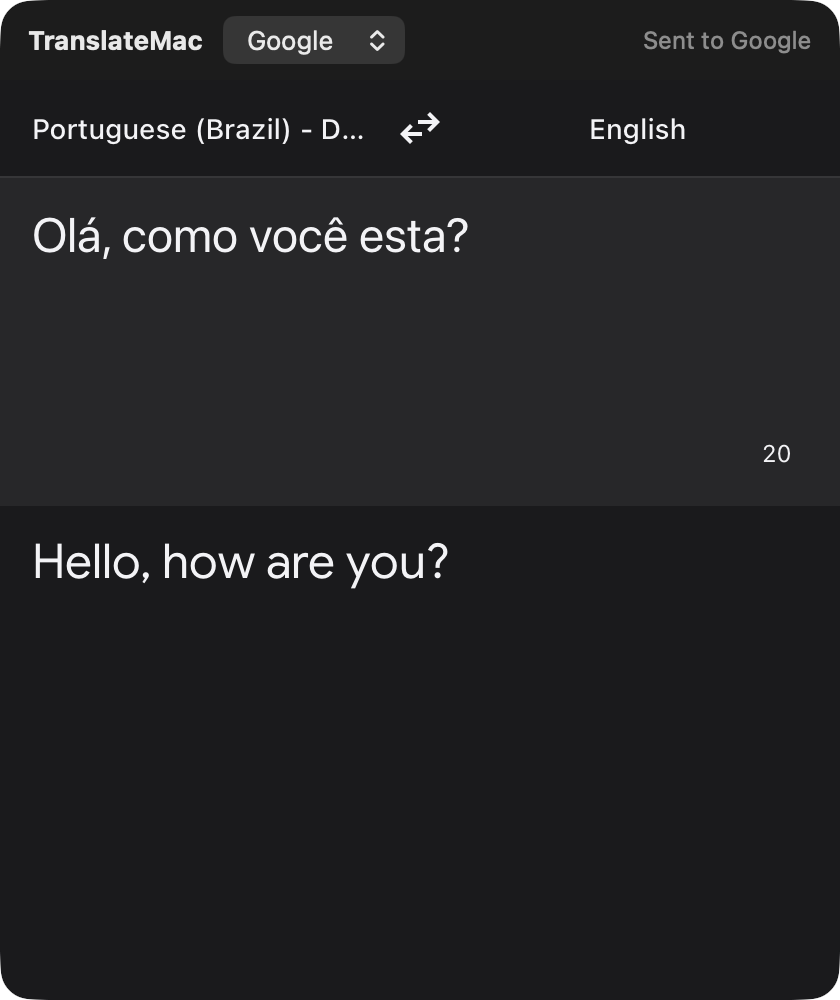 TranslateMac
Google
Sent to Google
Portuguese (Brazil) - D...
English
Olá, como você esta?
20
Hello, how are you?